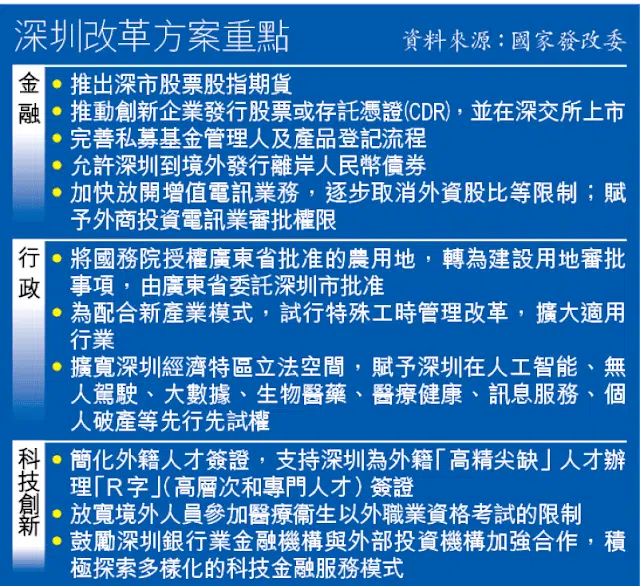 深圳改革方案重點
資料來源：國家發改委
金融
● 推出深市股票股指期貨
● 推動創新企業發行股票或存託憑證(CDR)，並在深交所上市
● 完善私募基金管理人及產品登記流程
● 允許深圳到境外發行離岸人民幣債券
● 加快放開增值電訊業務，逐步取消外資股比等限制；賦
予外商投資電訊業審批權限
行政
● 將國務院授權廣東省批准的農用地，轉為建設用地審批
事項，由廣東省委託深圳市批准
● 為配合新產業模式，試行特殊工時管理改革，擴大適用
行業
● 擴寬深圳經濟特區立法空間，賦予深圳在人工智能、無
人駕駛、大數據、生物醫藥、醫療健康、訊息服務、個
人破產等先行先試權
科技創新
● 簡化外籍人才簽證，支持深圳為外籍「高精尖缺」人才辦
理「R字」(高層次和專門人才）簽證
● 放寬境外人員參加醫療衞生以外職業資格考試的限制
● 鼓勵深圳銀行業金融機構與外部投資機構加強合作，積
極探索多樣化的科技金融服務模式